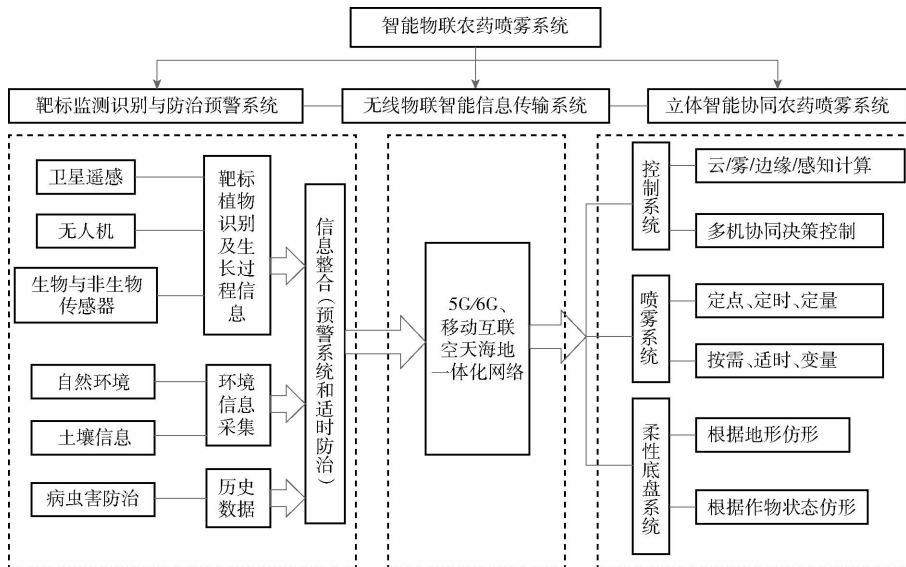 智能物联农药喷雾系统
靶标监测识别与防治预警系统
无线物联智能信息传输系统
立体智能协同农药喷雾系统
卫星遥感
无人机
生物与非生物
传感器
靶标
植物
识别
及生
长过
程信
息
自然环境
土壤信息
环境
信息
采集
病虫害防治
历史
数据
信息整合(预警系统和适时防治)
5G/6G、
移动互联
空天海地
一体化网络
控制系统
云/雾/边缘/感知计算
多机协同决策控制
喷雾系统
定点、定时、定量
按需、适时、变量
柔性底盘系统
根据地形仿形
根据作物状态仿形